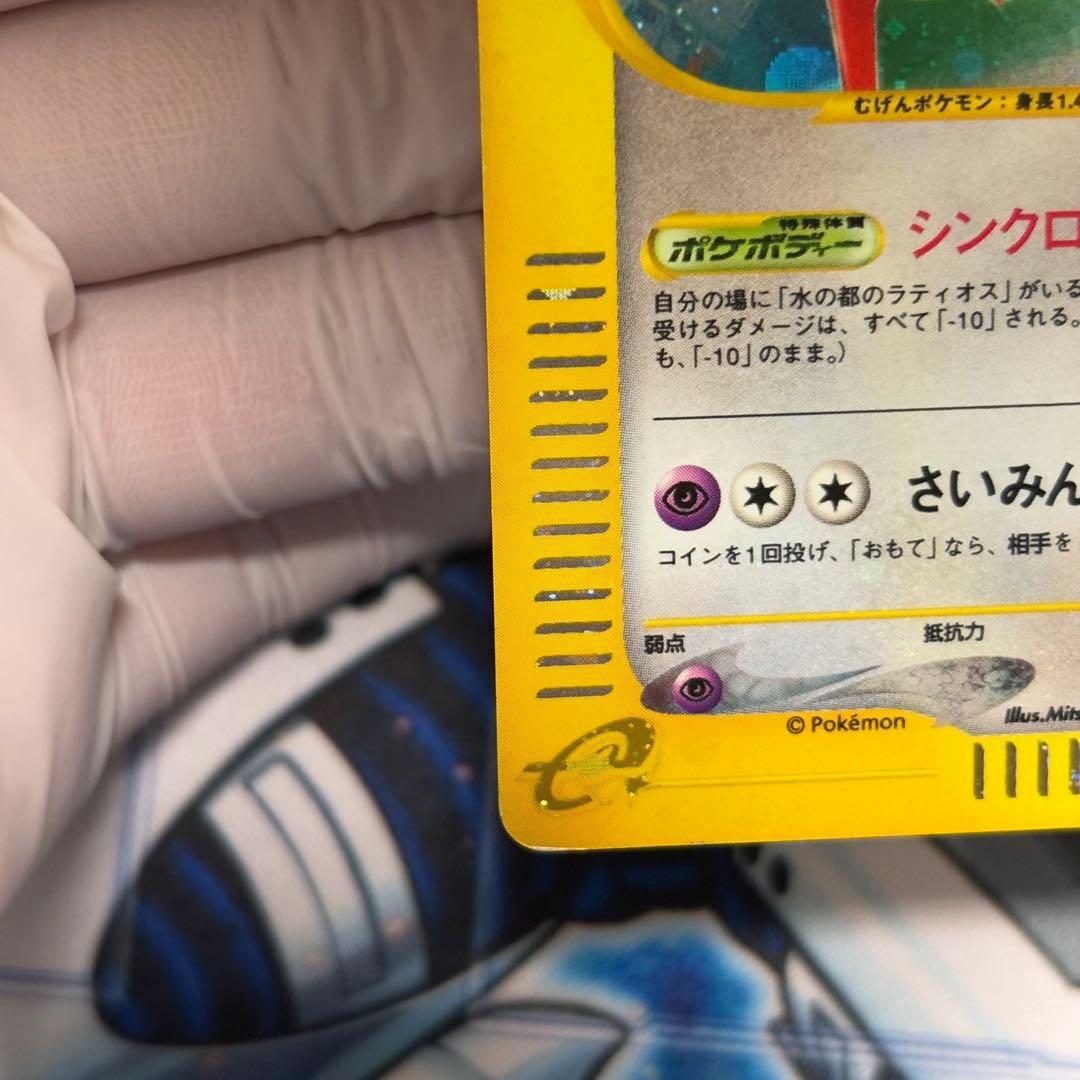 むげんポケモン：身長1.4
特殊体質
ポケボディー
シンクロ
自分の場に「水の都のラティオス」がいる
受けるダメージは、すべて「-10」される。
も、「-10」のまま。）
さいみん
コインを1回投げ、「おもて」なら、相手を
弱点
抵抗力
© Pokémon
Illus.Mits